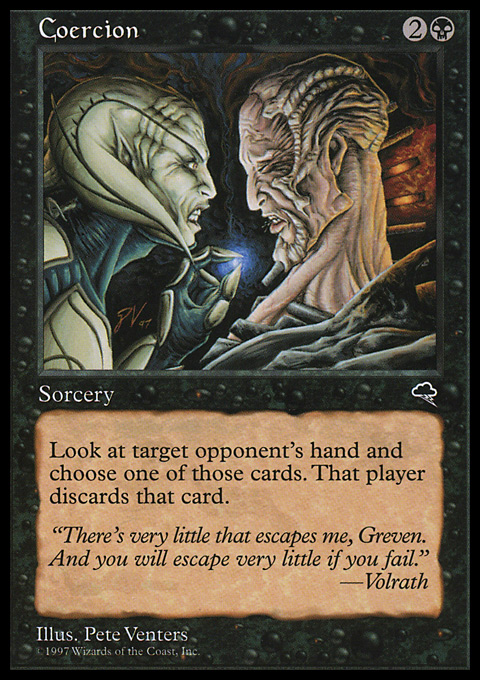 Coercion 2
Sorcery
Look at target opponent's hand and
choose one of those cards. That player
discards that card.
"There's very little that escapes me, Greven.
And you will escape very little if you fail."
—Volrath
PV 97
Illus. Pete Venters
©1997 Wizards of the Coast, Inc.